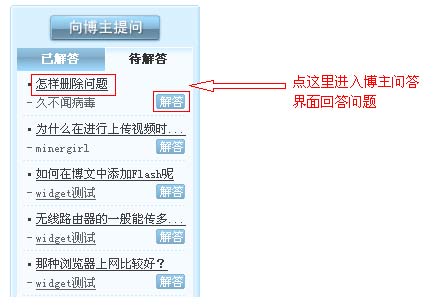 向博主提问
已解答 待解答
• 怎样删除问题
- 久不闻病毒 解答
• 为什么在进行上传视频时...
- minergirl 解答
• 如何在博文中添加Flash呢
- widget测试 解答
• 无线路由器的一般能传多...
- widget测试 解答
• 那种浏览器上网比较好？
- widget测试 解答
点这里进入博主问答
界面回答问题